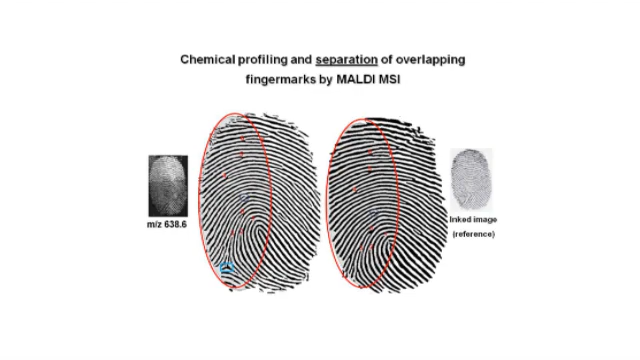 Chemical profiling and separation of overlapping
fingermarks by MALDI MSI
m/z 638.6
Inked image
(reference)